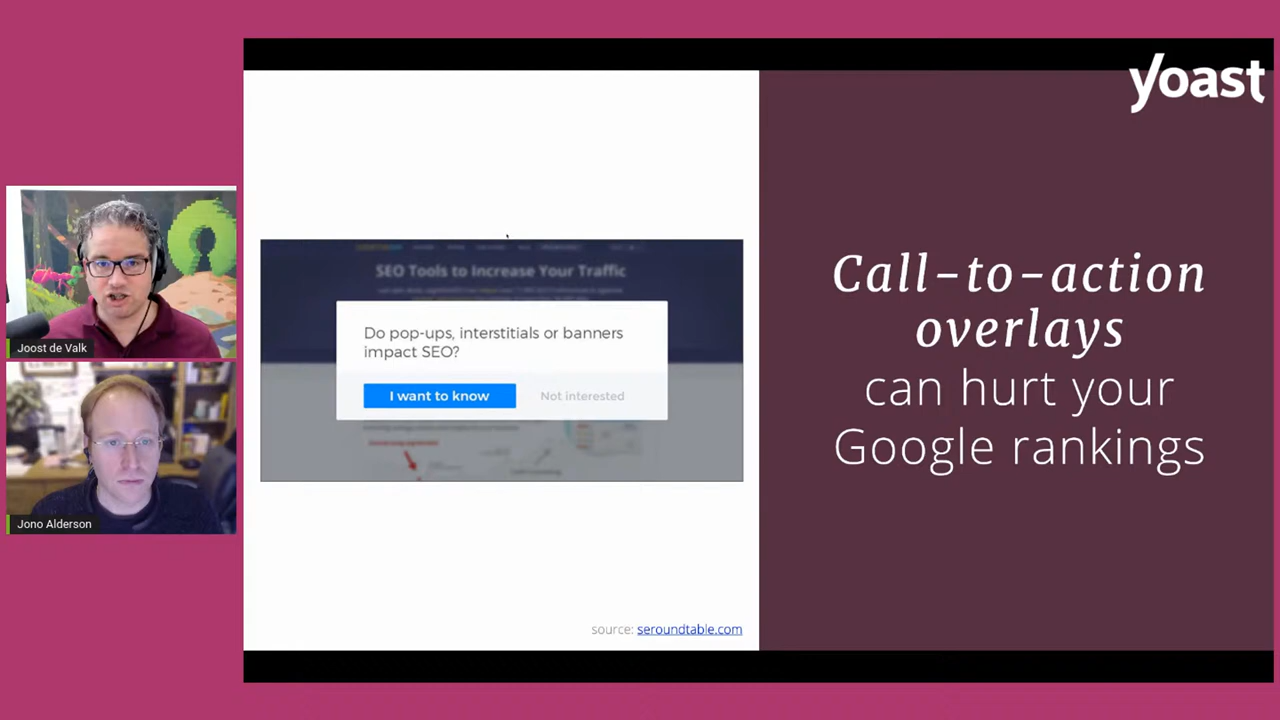 yoast
SEO Tools to Increase Your Traffic
Do pop-ups, interstitials or banners
impact SEO?
I want to know
Not interested
Call-to-action
overlays
can hurt your
Google rankings
Joost de Valk
Jono Alderson
source: seroundtable.com